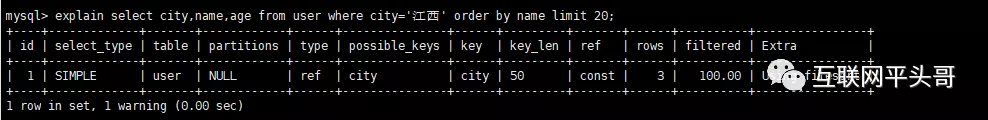 mysql> explain select city,name,age from user where city='江西' order by name limit 20;
+----+-------------+-------+------------+------+---------------+------+---------+-------+------+----------+----------------+
| id | select_type | table | partitions | type | possible_keys | key | key_len | ref | rows | filtered | Extra |
+----+-------------+-------+------------+------+---------------+------+---------+-------+------+----------+----------------+
| 1 | SIMPLE | user | NULL | ref | city | city | 50 | const | 3 | 100.00 | |
+----+-------------+-------+------------+------+---------------+------+---------+-------+------+----------+----------------+
1 row in set, 1 warning (0.00 sec)
互联网平头哥